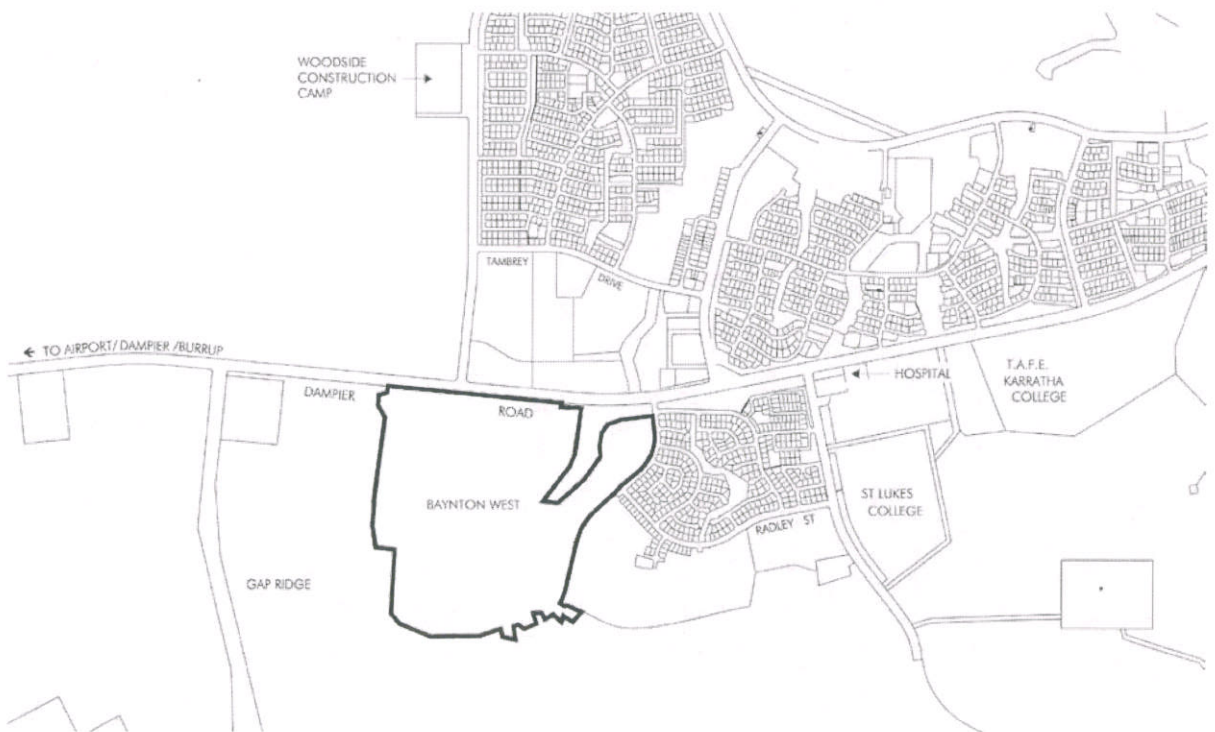 WOODSIDE
CONSTRUCTION
CAMP
TAMBREY
DRIVE
← TO AIRPORT/ DAMPIER /BURRUP
HOSPITAL
T.A.F.E.
KARRATHA
COLLEGE
DAMPIER
ROAD
BAYNTON WEST
ST LUKES
COLLEGE
RADLEY ST
GAP RIDGE